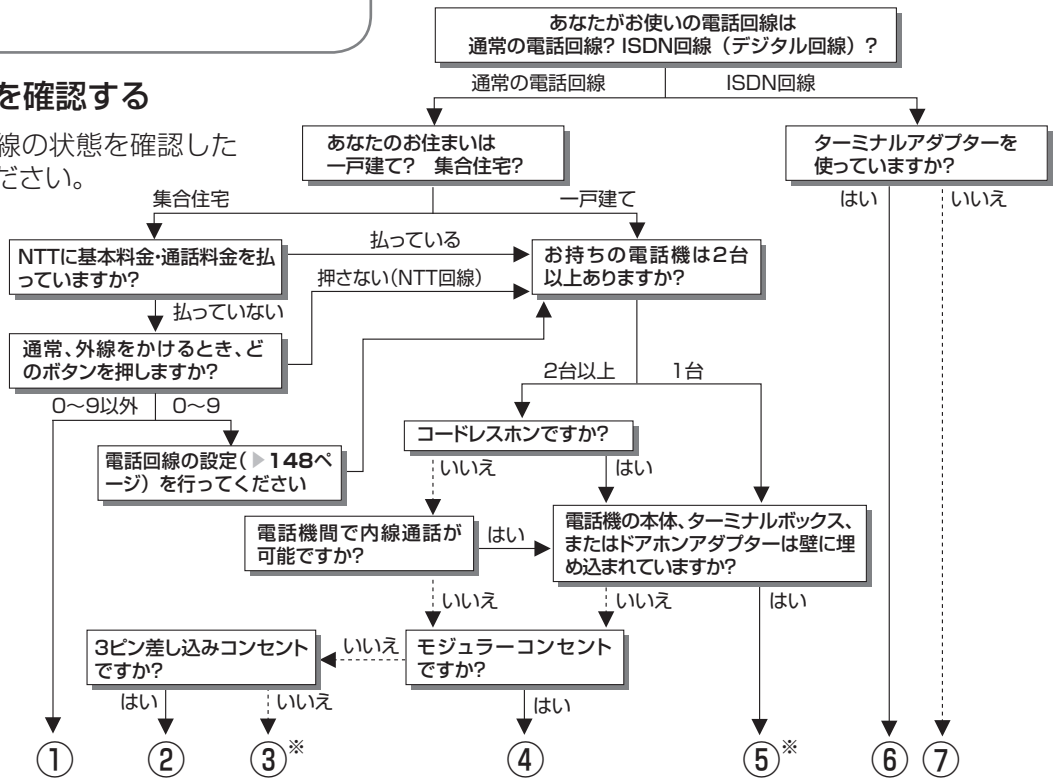 を確認する
線の状態を確認した
ださい。
あなたがお使いの電話回線は
通常の電話回線? ISDN回線（デジタル回線）?
通常の電話回線
ISDN回線
あなたのお住まいは
一戸建て?　集合住宅?
ターミナルアダプターを
使っていますか?
集合住宅
一戸建て
はい
いいえ
NTTに基本料金・通話料金を払
っていますか?
払っている
お持ちの電話機は2台
以上ありますか?
押さない（NTT回線）
払っていない
通常、外線をかけるとき、ど
のボタンを押しますか?
2台以上
1台
0〜9以外
0〜9
コードレスホンですか?
電話回線の設定(▶148ペ
ージ）を行ってください
いいえ
はい
電話機間で内線通話が
可能ですか?
はい
電話機の本体、ターミナルボックス、
またはドアホンアダプターは壁に埋
め込まれていますか?
いいえ
いいえ
はい
3ピン差し込みコンセント
ですか?
いいえ
モジュラーコンセント
ですか?
はい
いいえ
はい
①
②
③※
④
⑤※
⑥
⑦